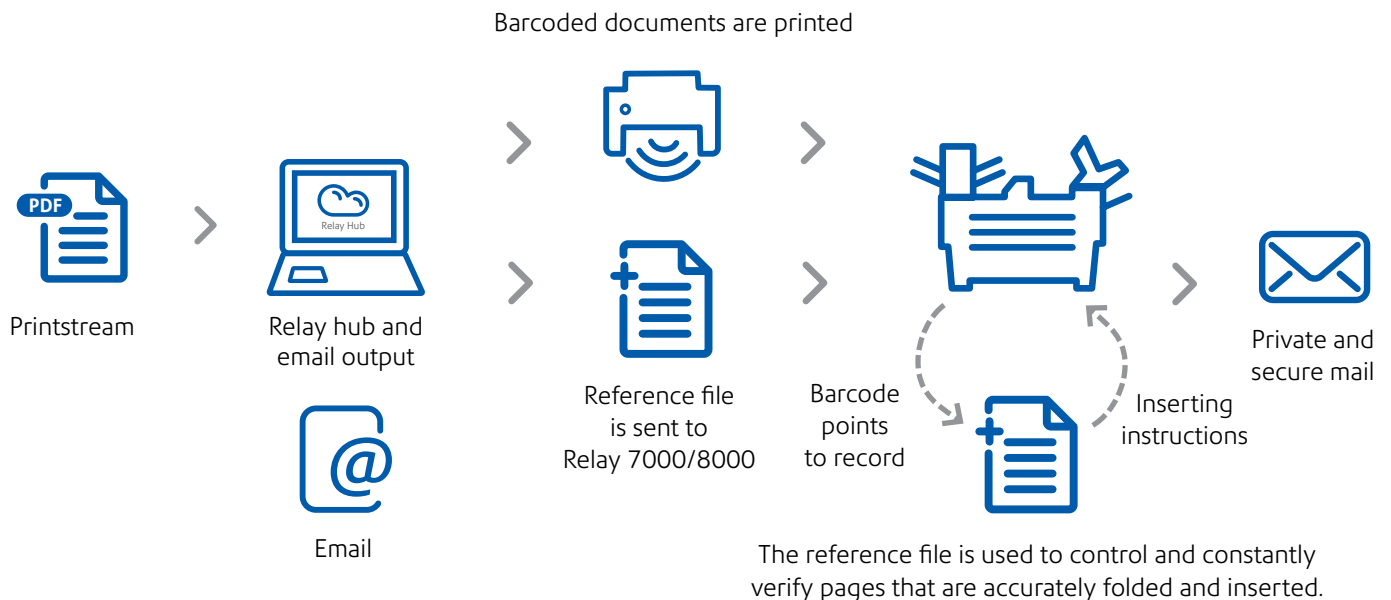 Barcoded documents are printed
PDF
Printstream
Relay Hub
Relay hub and
email output
@
Email
Reference file
is sent to
Relay 7000/8000
Barcode
points
to record
Inserting
instructions
Private and
secure mail
The reference file is used to control and constantly
verify pages that are accurately folded and inserted.